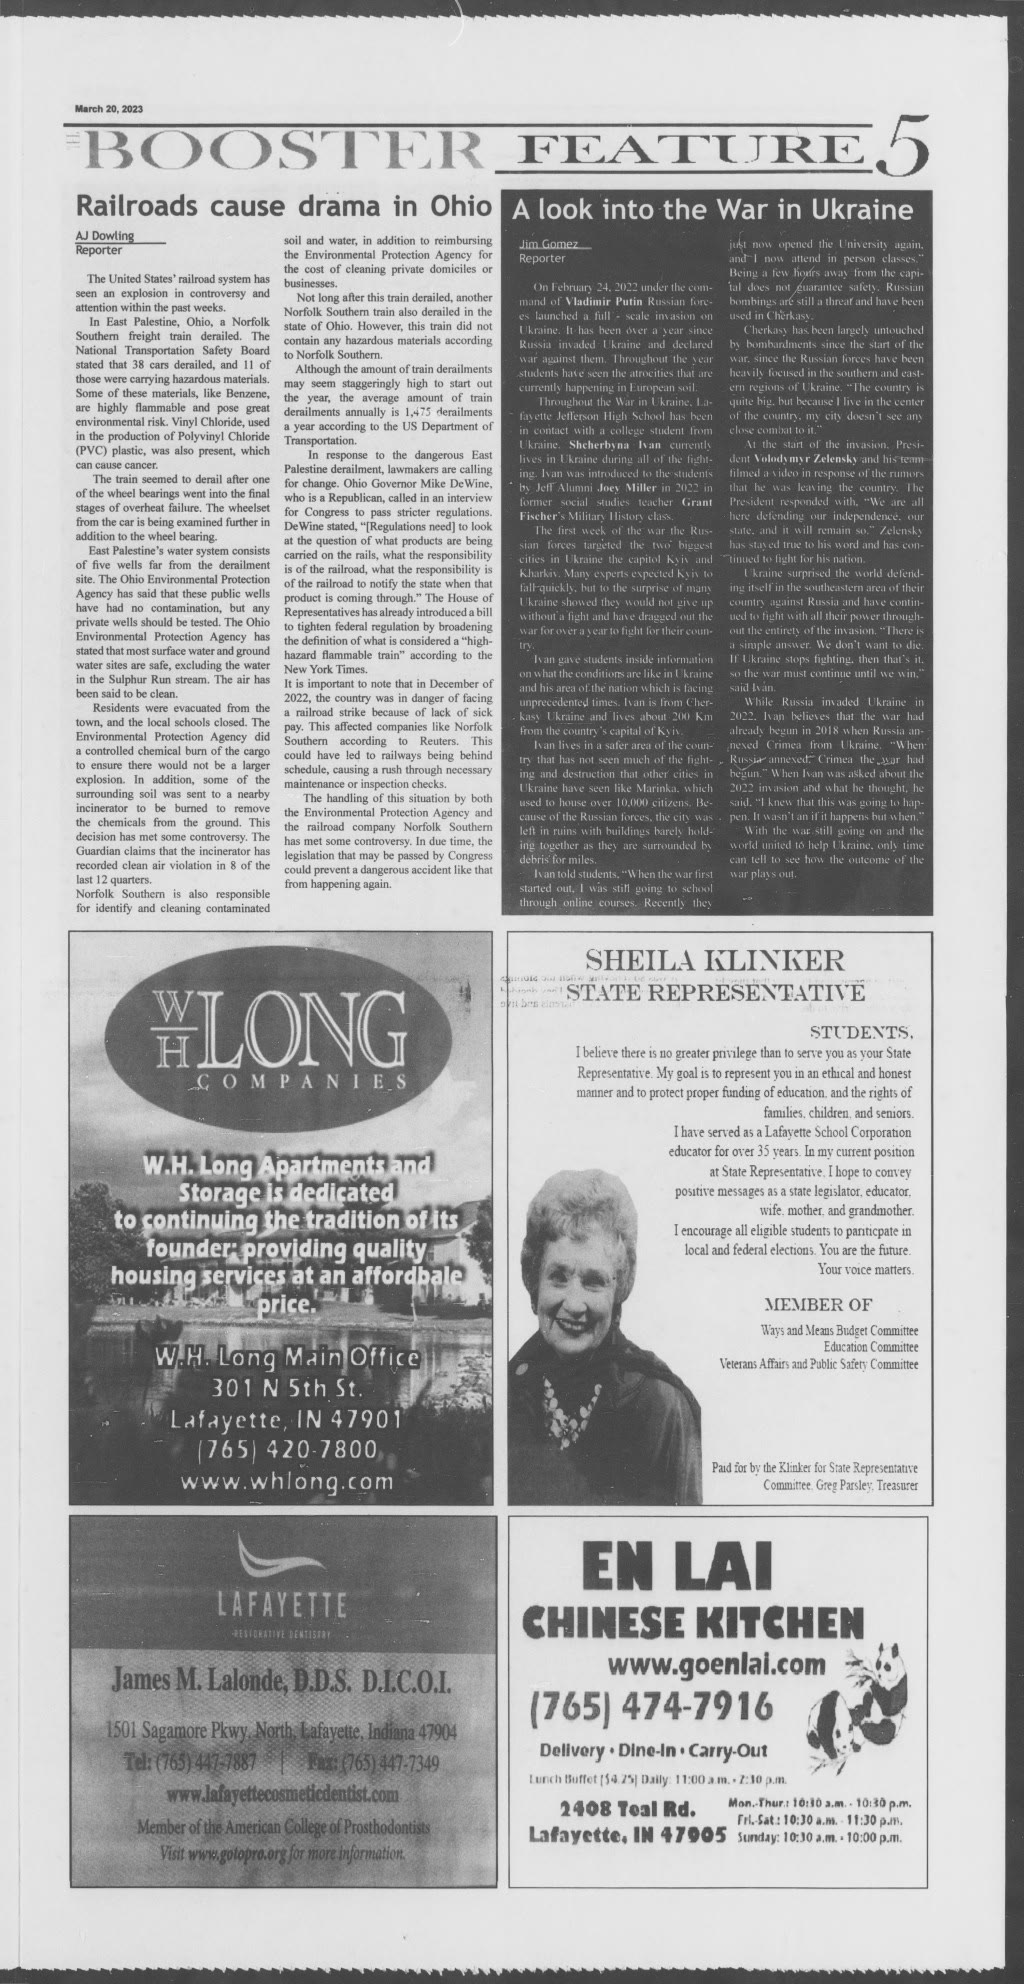 March 20, 2023
THE BOOSTER FEATURE 5
Railroads cause drama in Ohio
AJ Dowling
Reporter
The United States' railroad system has
seen an explosion in controversy and
attention within the past weeks.
In East Palestine, Ohio, a Norfolk
Southern freight train derailed. The
National Transportation Safety Board
stated that 38 cars derailed, and 11 of
those were carrying hazardous materials.
Some of these materials, like Benzene,
are highly flammable and pose great
environmental risk. Vinyl Chloride, used
in the production of Polyvinyl Chloride
(PVC) plastic, was also present, which
can cause cancer.
The train seemed to derail after one
of the wheel bearings went into the final
stages of overheat failure. The wheelset
from the car is being examined further in
addition to the wheel bearing.
East Palestine's water system consists
of five wells far from the derailment
site. The Ohio Environmental Protection
Agency has said that these public wells
have had no contamination, but any
private wells should be tested. The Ohio
Environmental Protection Agency has
stated that most surface water and ground
water sites are safe, excluding the water
in the Sulphur Run stream. The air has
been said to be clean.
Residents were evacuated from the
town, and the local schools closed. The
Environmental Protection Agency did
a controlled chemical burn of the cargo
to ensure there would not be a larger
explosion. In addition, some of the
surrounding soil was sent to a nearby
incinerator to be burned to remove
the chemicals from the ground. This
decision has met some controversy. The
Guardian claims that the incinerator has
recorded clean air violation in 8 of the
last 12 quarters.
Norfolk Southern is also responsible
for identify and cleaning contaminated
soil and water, in addition to reimbursing
the Environmental Protection Agency for
the cost of cleaning private domiciles or
businesses.
Not long after this train derailed, another
Norfolk Southern train also derailed in the
state of Ohio. However, this train did not
contain any hazardous materials according
to Norfolk Southern.
Although the amount of train derailments
may seem staggeringly high to start out
the year, the average amount of train
derailments annually is 1,475 derailments
a year according to the US Department of
Transportation.
In response to the dangerous East
Palestine derailment, lawmakers are calling
for change. Ohio Governor Mike DeWine,
who is a Republican, called in an interview
for Congress to pass stricter regulations.
DeWine stated, "[Regulations need] to look
at the question of what products are being
carried on the rails, what the responsibility
is of the railroad, what the responsibility is
of the railroad to notify the state when that
product is coming through." The House of
Representatives has already introduced a bill
to tighten federal regulation by broadening
the definition of what is considered a "high-
hazard flammable train" according to the
New York Times.
It is important to note that in December of
2022, the country was in danger of facing
a railroad strike because of lack of sick
pay. This affected companies like Norfolk
Southern according to Reuters. This
could have led to railways being behind
schedule, causing a rush through necessary
maintenance or inspection checks.
The handling of this situation by both
the Environmental Protection Agency and
the railroad company Norfolk Southern
has met some controversy. In due time, the
legislation that may be passed by Congress
could prevent a dangerous accident like that
from happening again.
A look into the War in Ukraine
Jim Gomez
Reporter
On February 24, 2022 under the com-
mand of Vladimir Putin Russian forc-
es launched a full - scale invasion on
Ukraine. It has been over a year since
Russia invaded Ukraine and declared
war against them. Throughout the year
students have seen the atrocities that are
currently happening in European soil.
Throughout the War in Ukraine, La-
fayette Jefferson High School has been
in contact with a college student from
Ukraine. Shcherbyna Ivan currently
lives in Ukraine during all of the fight-
ing. Ivan was introduced to the students
by Jeff Alumni Joey Miller in 2022 in
former social studies teacher Grant
Fischer's Military History class.
The first week of the war the Rus-
sian forces targeted the two biggest
cities in Ukraine the capitol Kyiv and
Kharkiv. Many experts expected Kyiv to
fall quickly, but to the surprise of many
Ukraine showed they would not give up
without a fight and have dragged out the
war for over a year to fight for their coun-
try.
Ivan gave students inside information
on what the conditions are like in Ukraine
and his area of the nation which is facing
unprecedented times. Ivan is from Cher-
kasy Ukraine and lives about 200 Km
from the country's capital of Kyiv.
Ivan lives in a safer area of the coun-
try that has not seen much of the fight-
ing and destruction that other cities in
Ukraine have seen like Marinka, which
used to house over 10,000 citizens. Be-
cause of the Russian forces, the city was
left in ruins with buildings barely hold-
ing together as they are surrounded by
debris for miles.
Ivan told students, "When the war first
started out, I was still going to school
through online courses. Recently they
just now opened the University again,
and I now attend in person classes."
Being a few hours away from the capi-
tal does not guarantee safety. Russian
bombings are still a threat and have been
used in Cherkasy.
Cherkasy has been largely untouched
by bombardments since the start of the
war, since the Russian forces have been
heavily focused in the southern and east-
ern regions of Ukraine. "The country is
quite big, but because I live in the center
of the country, my city doesn't see any
close combat to it."
At the start of the invasion, Presi-
dent Volodymyr Zelensky and his team
filmed a video in response of the rumors
that he was leaving the country. The
President responded with, "We are all
here defending our independence, our
state, and it will remain so." Zelensky
has stayed true to his word and has con-
tinued to fight for his nation.
Ukraine surprised the world defend-
ing itself in the southeastern area of their
country against Russia and have contin-
ued to fight with all their power through-
out the entirety of the invasion. "There is
a simple answer. We don't want to die.
If Ukraine stops fighting, then that's it,
so the war must continue until we win,"
said Ivan.
While Russia invaded Ukraine in
2022, Ivan believes that the war had
already begun in 2018 when Russia an-
nexed Crimea from Ukraine. "When
Russia annexed Crimea the war had
begun." When Ivan was asked about the
2022 invasion and what he thought, he
said, "I knew that this was going to hap-
pen. It wasn't an if it happens but when."
With the war still going on and the
world united to help Ukraine, only time
can tell to see how the outcome of the
war plays out.
WH LONG
COMPANIES
W.H. Long Apartments and
Storage is dedicated
to continuing the tradition of its
founder: providing quality
housing services at an affordbale
price.
W.H. Long Main Office
301 N 5th St.
Lafayette, IN 47901
(765) 420-7800
www.whlong.com
SHEILA KLINKER
STATE REPRESENTATIVE
STUDENTS,
I believe there is no greater privilege than to serve you as your State
Representative. My goal is to represent you in an ethical and honest
manner and to protect proper funding of education, and the rights of
families, children, and seniors.
I have served as a Lafayette School Corporation
educator for over 35 years. In my current position
at State Representative, I hope to convey
positive messages as a state legislator, educator,
wife, mother, and grandmother.
I encourage all eligible students to participate in
local and federal elections. You are the future.
Your voice matters.
MEMBER OF
Ways and Means Budget Committee
Education Committee
Veterans Affairs and Public Safety Committee
Paid for by the Klinker for State Representative
Committee, Greg Parsley, Treasurer
LAFAYETTE
RESTORATIVE DENTISTRY
James M. Lalonde, D.D.S. D.I.C.O.I.
1501 Sagamore Pkwy. North, Lafayette, Indiana 47904
Tel: (765) 447-7887 | Fax: (765) 447-7349
www.lafayettecosmeticdentist.com
Member of the American College of Prosthodontists
Visit www.gotopro.org for more information.
EN LAI
CHINESE KITCHEN
www.goenlai.com
(765) 474-7916
Delivery • Dine-In • Carry-Out
Lunch Buffet [$4.75] Daily: 11:00 a.m. - 2:30 p.m.
2408 Teal Rd.
Lafayette, IN 47905
Mon.-Thur.: 10:30 a.m. - 10:30 p.m.
Fri.-Sat.: 10:30 a.m. - 11:30 p.m.
Sunday: 10:30 a.m. - 10:00 p.m.